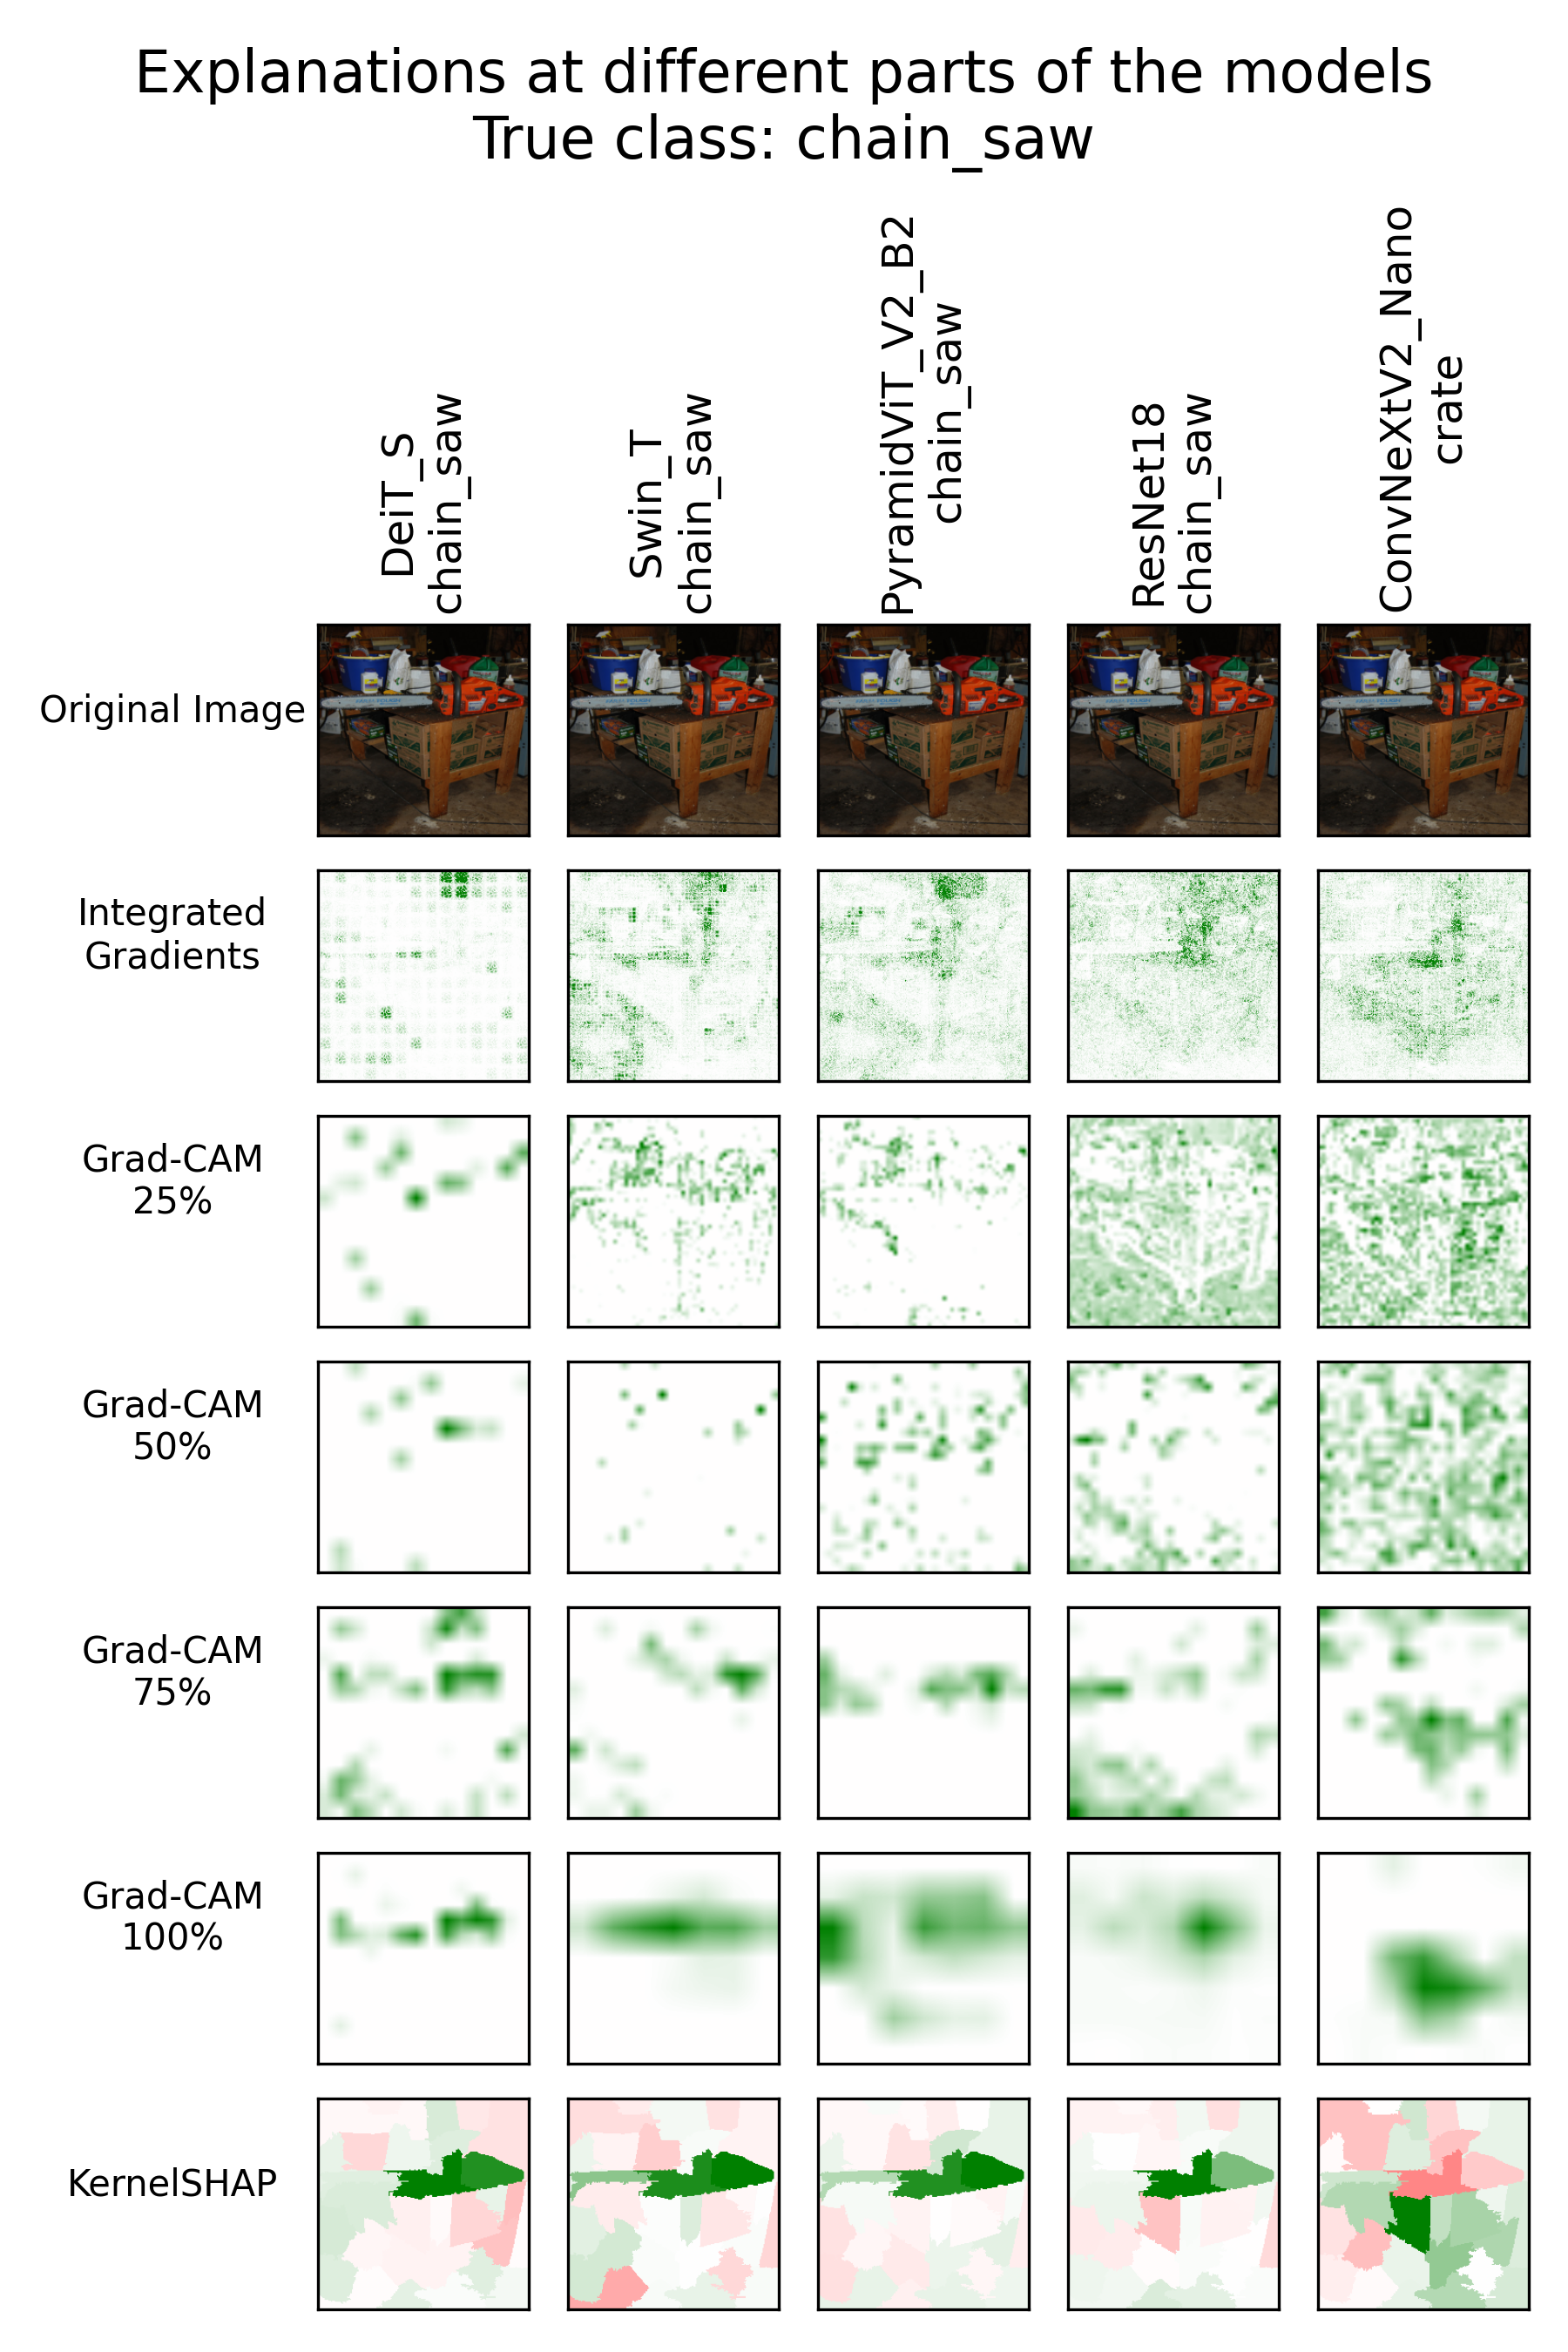 Explanations at different parts of the models
True class: chain_saw
DeiT_S
chain_saw
Swin_T
chain_saw
PyramidViT_V2_B2
chain_saw
ResNet18
chain_saw
ConvNeXtV2_Nano
crate
Original Image
Integrated
Gradients
Grad-CAM
25%
Grad-CAM
50%
Grad-CAM
75%
Grad-CAM
100%
KernelSHAP